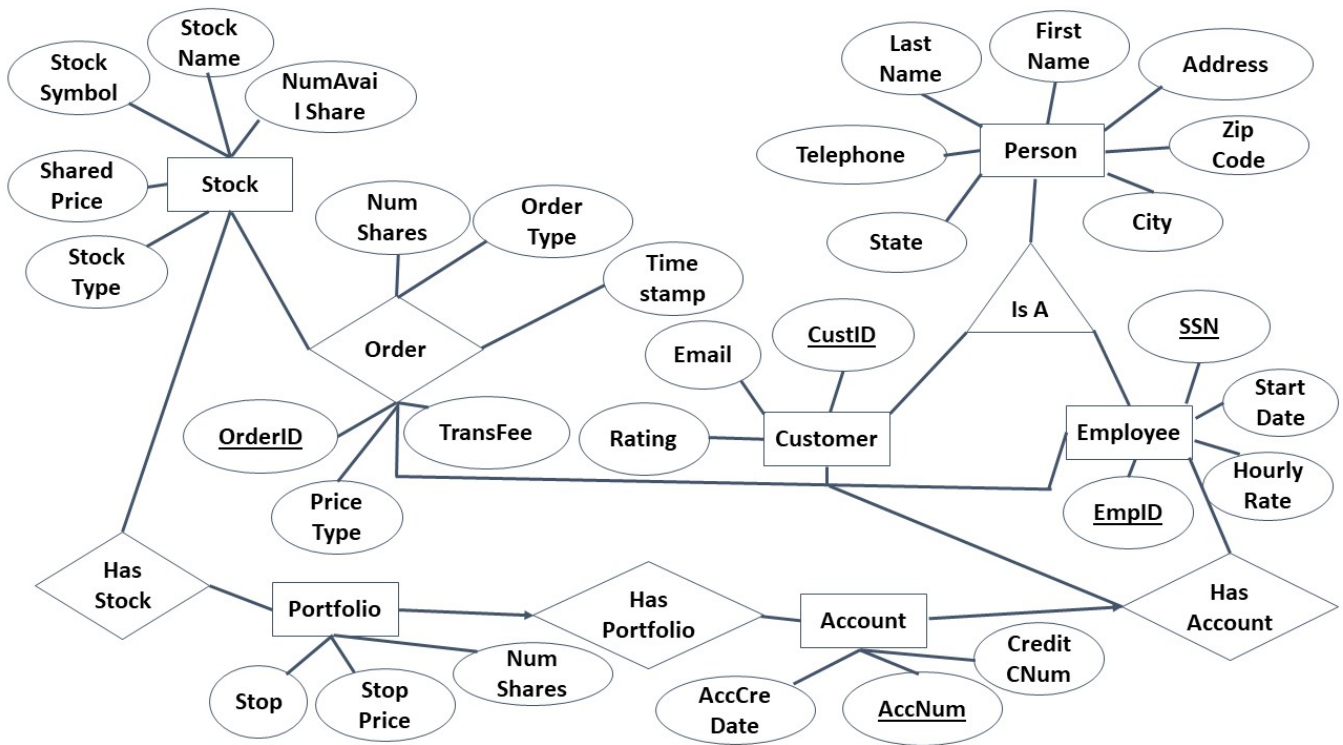 Stock
Name
Stock
Symbol
NumAvai
l Share
Shared
Price
Stock
Stock
Type
Last
Name
First
Name
Address
Telephone
Person
Zip
Code
State
City
Num
Shares
Order
Type
Time
stamp
Order
OrderID
TransFee
Price
Type
Is A
Email
CustID
SSN
Rating
Customer
Employee
Start
Date
Hourly
Rate
EmpID
Has
Stock
Portfolio
Has
Portfolio
Account
Has
Account
Stop
Stop
Price
Num
Shares
AccCre
Date
AccNum
Credit
CNum